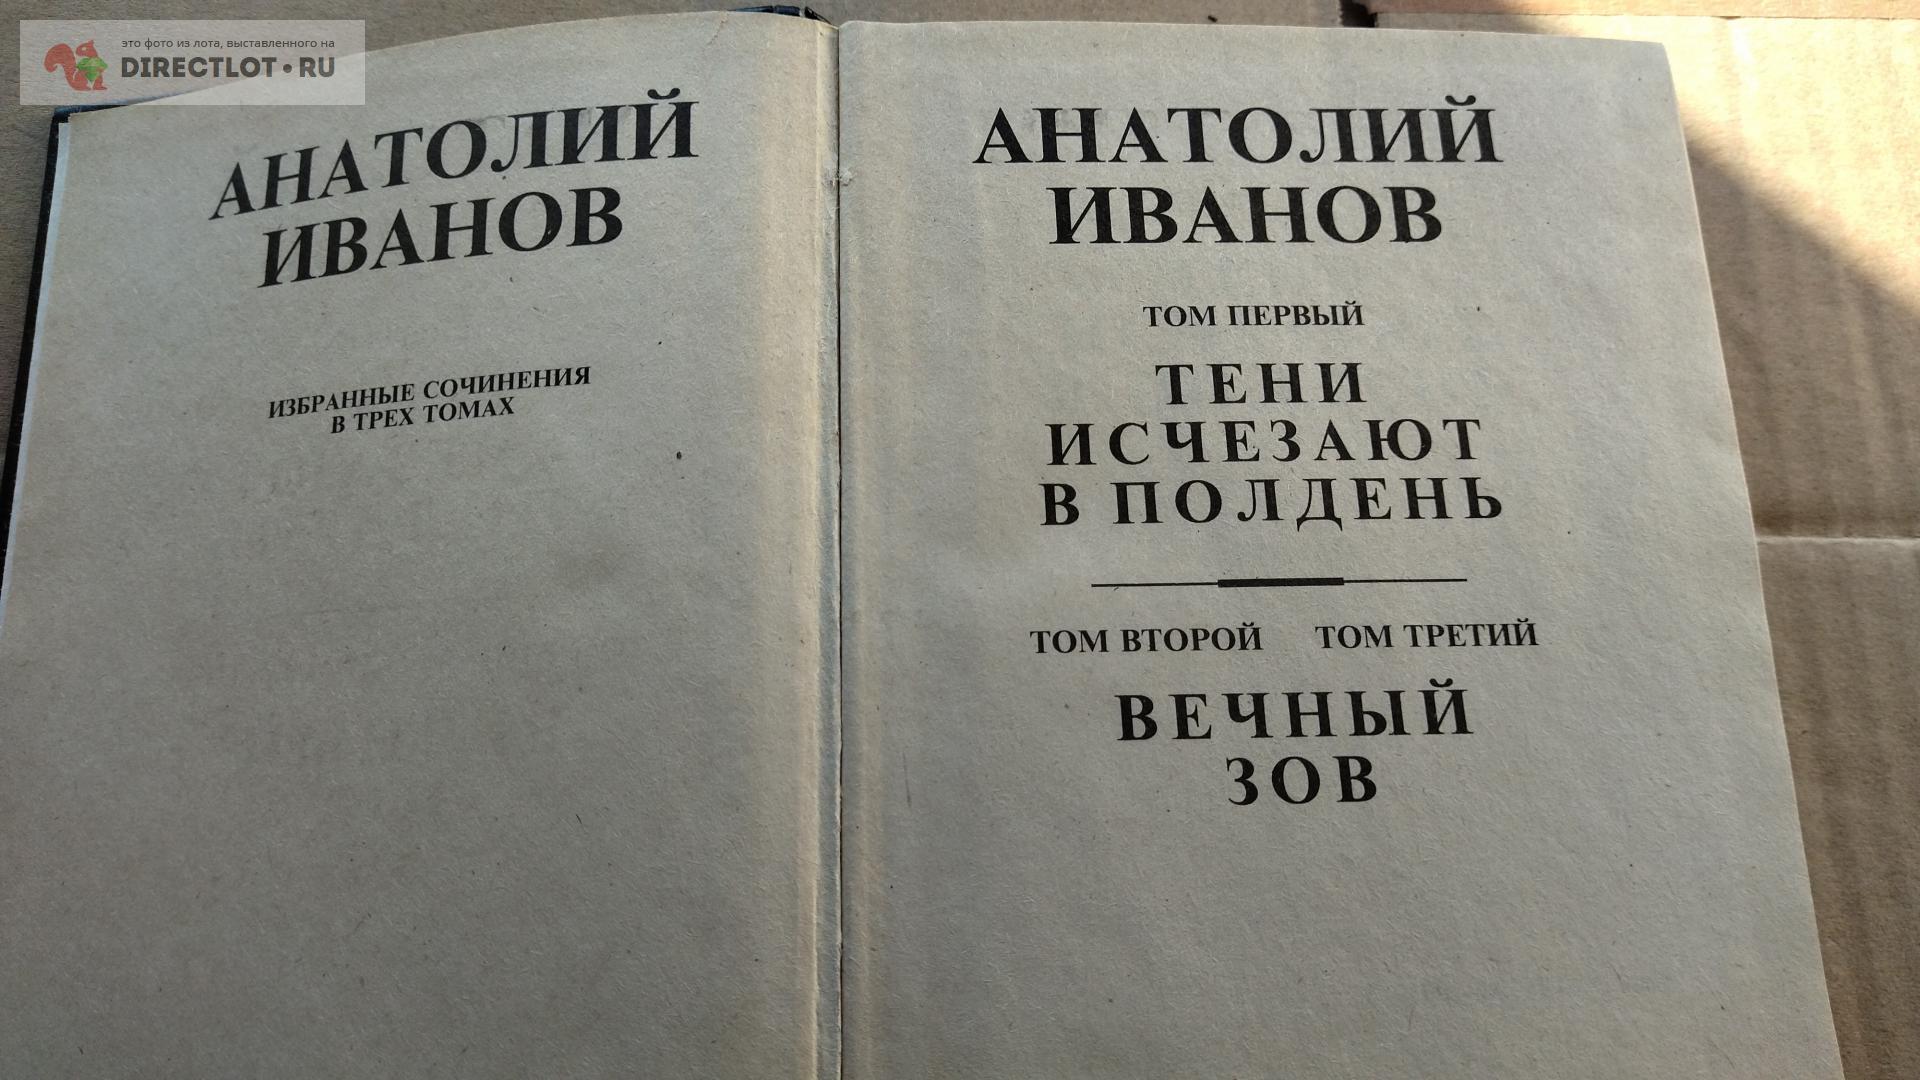 это фото из лота, выставленного на
DIRECTLOT•RU
АНАТОЛИЙ
ИВАНОВ
ИЗБРАННЫЕ СОЧИНЕНИЯ
В ТРЕХ ТОМАХ
АНАТОЛИЙ
ИВАНОВ
ТОМ ПЕРВЫЙ
ТЕНИ
ИСЧЕЗАЮТ
В ПОЛДЕНЬ
ТОМ ВТОРОЙ ТОМ ТРЕТИЙ
ВЕЧНЫЙ
ЗОВ